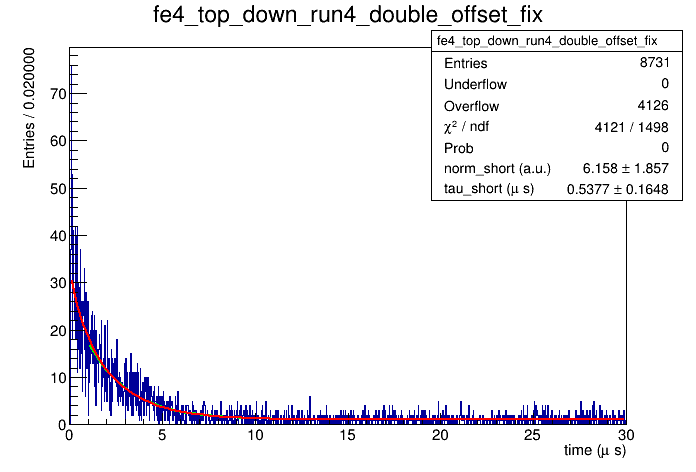 fe4_top_down_run4_double_offset_fix
fe4_top_down_run4_double_offset_fix
Entries 8731
Underflow 0
Overflow 4126
χ² / ndf 4121 / 1498
Prob 0
norm_short (a.u.) 6.158 ± 1.857
tau_short (μ s) 0.5377 ± 0.1648
Entries / 0.020000
70
60
50
40
30
20
10
0
0 5 10 15 20 25 30
time (μ s)